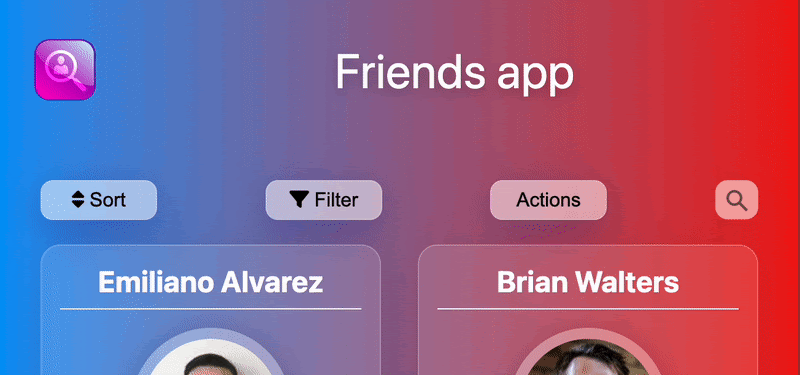 Friends app
Sort
Filter
Actions
Emiliano Alvarez
Brian Walters